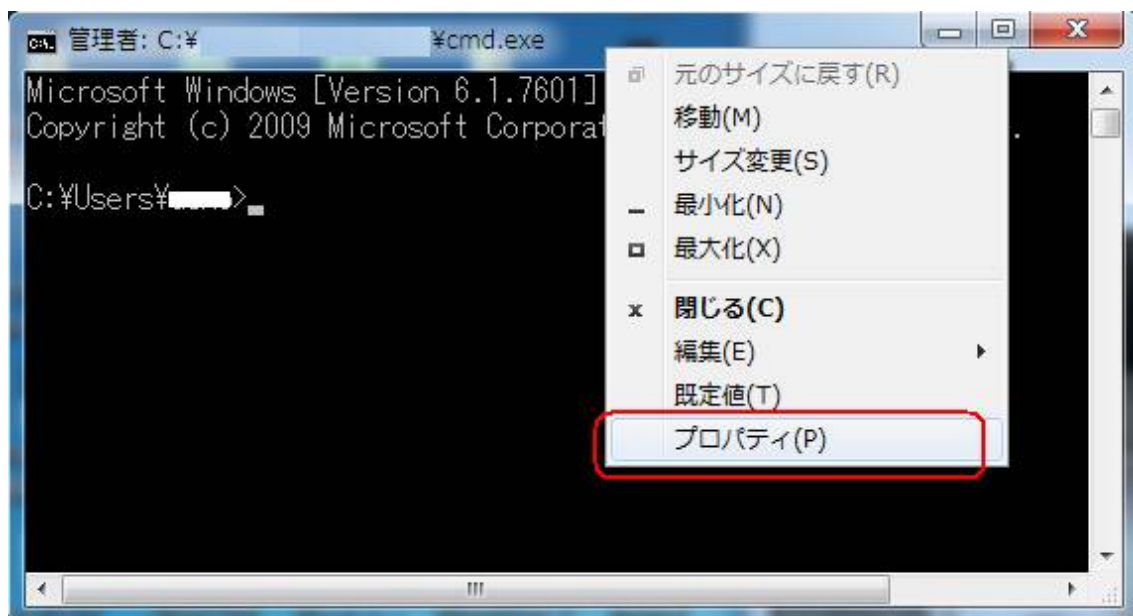 管理者: C:¥ ¥cmd.exe
Microsoft Windows [Version 6.1.7601]
Copyright (c) 2009 Microsoft .
C:¥Users¥ >_
元のサイズに戻す(R)
移動(M)
サイズ変更(S)
最小化(N)
最大化(X)
閉じる(C)
編集(E)
既定値(T)
プロパティ(P)